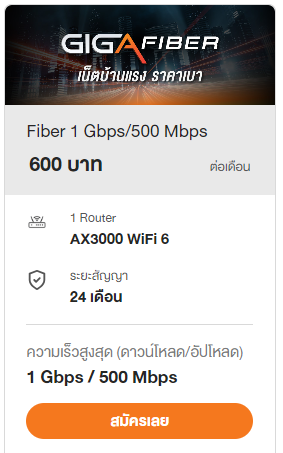 GIGA FIBER
เน็ตบ้านแรง ราคาเบา
Fiber 1 Gbps/500 Mbps
600 บาท ต่อเดือน
1 Router
AX3000 WiFi 6
ระยะสัญญา
24 เดือน
ความเร็วสูงสุด (ดาวน์โหลด/อัปโหลด)
1 Gbps / 500 Mbps
สมัครเลย